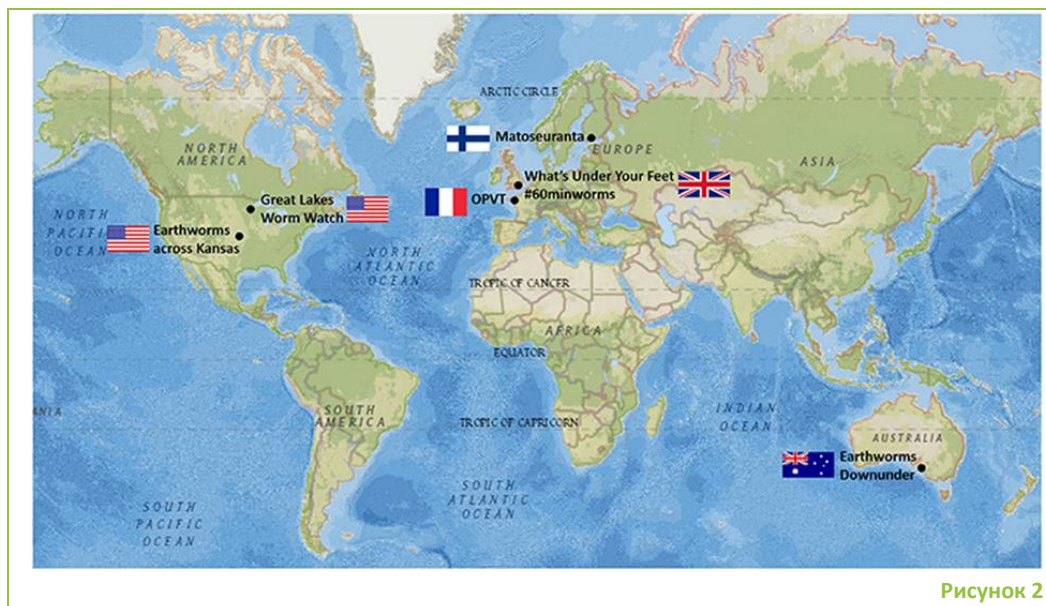 ARCTIC CIRCLE
Matoseuranta
EUROPE
NORTH
AMERICA
ASIA
What's Under Your Feet
#60minworms
OPVT
Great Lakes
Worm Watch
NORTH
PACIFIC
OCEAN
Earthworms
across Kansas
NORTH
ATLANTIC
OCEAN
TROPIC OF CANCER
AFRICA
EQUATOR
ANIA
SOUTH
AMERICA
TROPIC OF CAPRICORN
INDIAN
OCEAN
AUSTRALIA
Earthworms
Downunder
SOUTH
ATLANTIC
OCEAN
SOUTH
PACIFIC
OCEAN
Рисунок 2